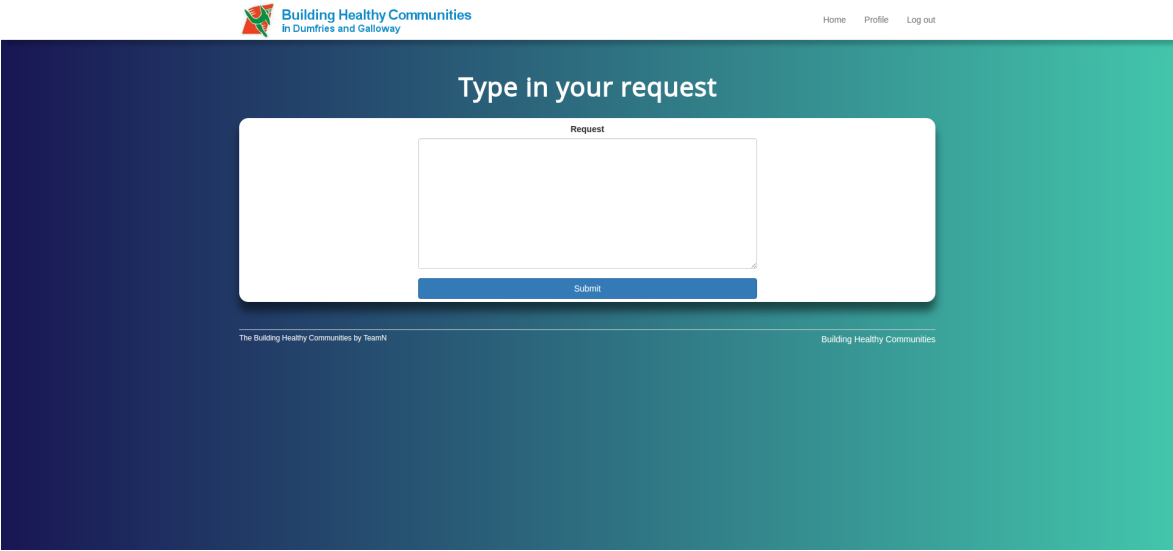 Building Healthy Communities
in Dumfries and Galloway
Home Profile Log out
Type in your request
Request
Submit
The Building Healthy Communities by TeamN
Building Healthy Communities